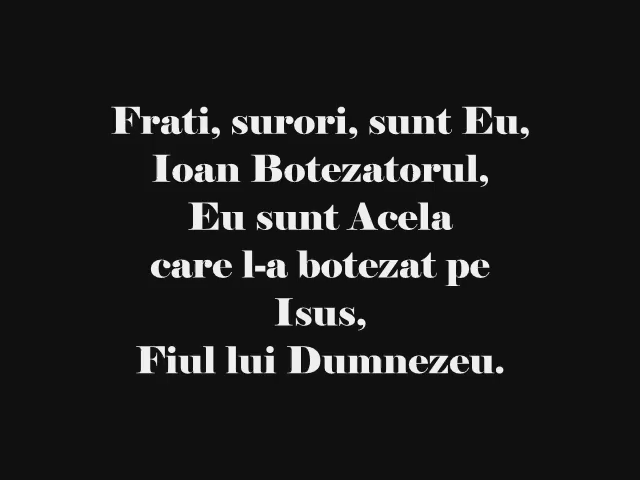 Frati, surori, sunt Eu,
Ioan Botezatorul,
Eu sunt Acela
care l-a botezat pe
Isus,
Fiul lui Dumnezeu.